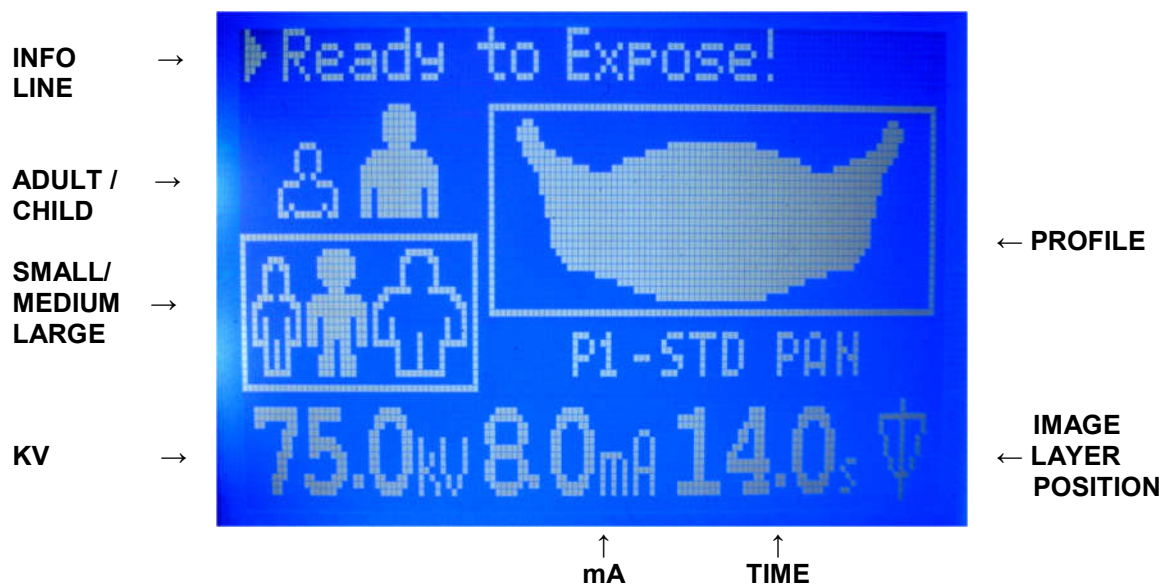 INFO → LINE
▶Ready to Expose!
ADULT / → CHILD
← PROFILE
SMALL/ MEDIUM → LARGE
P1-STD PAN
KV →
75.0kV 8.0mA 14.0s
IMAGE ← LAYER POSITION
↑ mA
↑ TIME